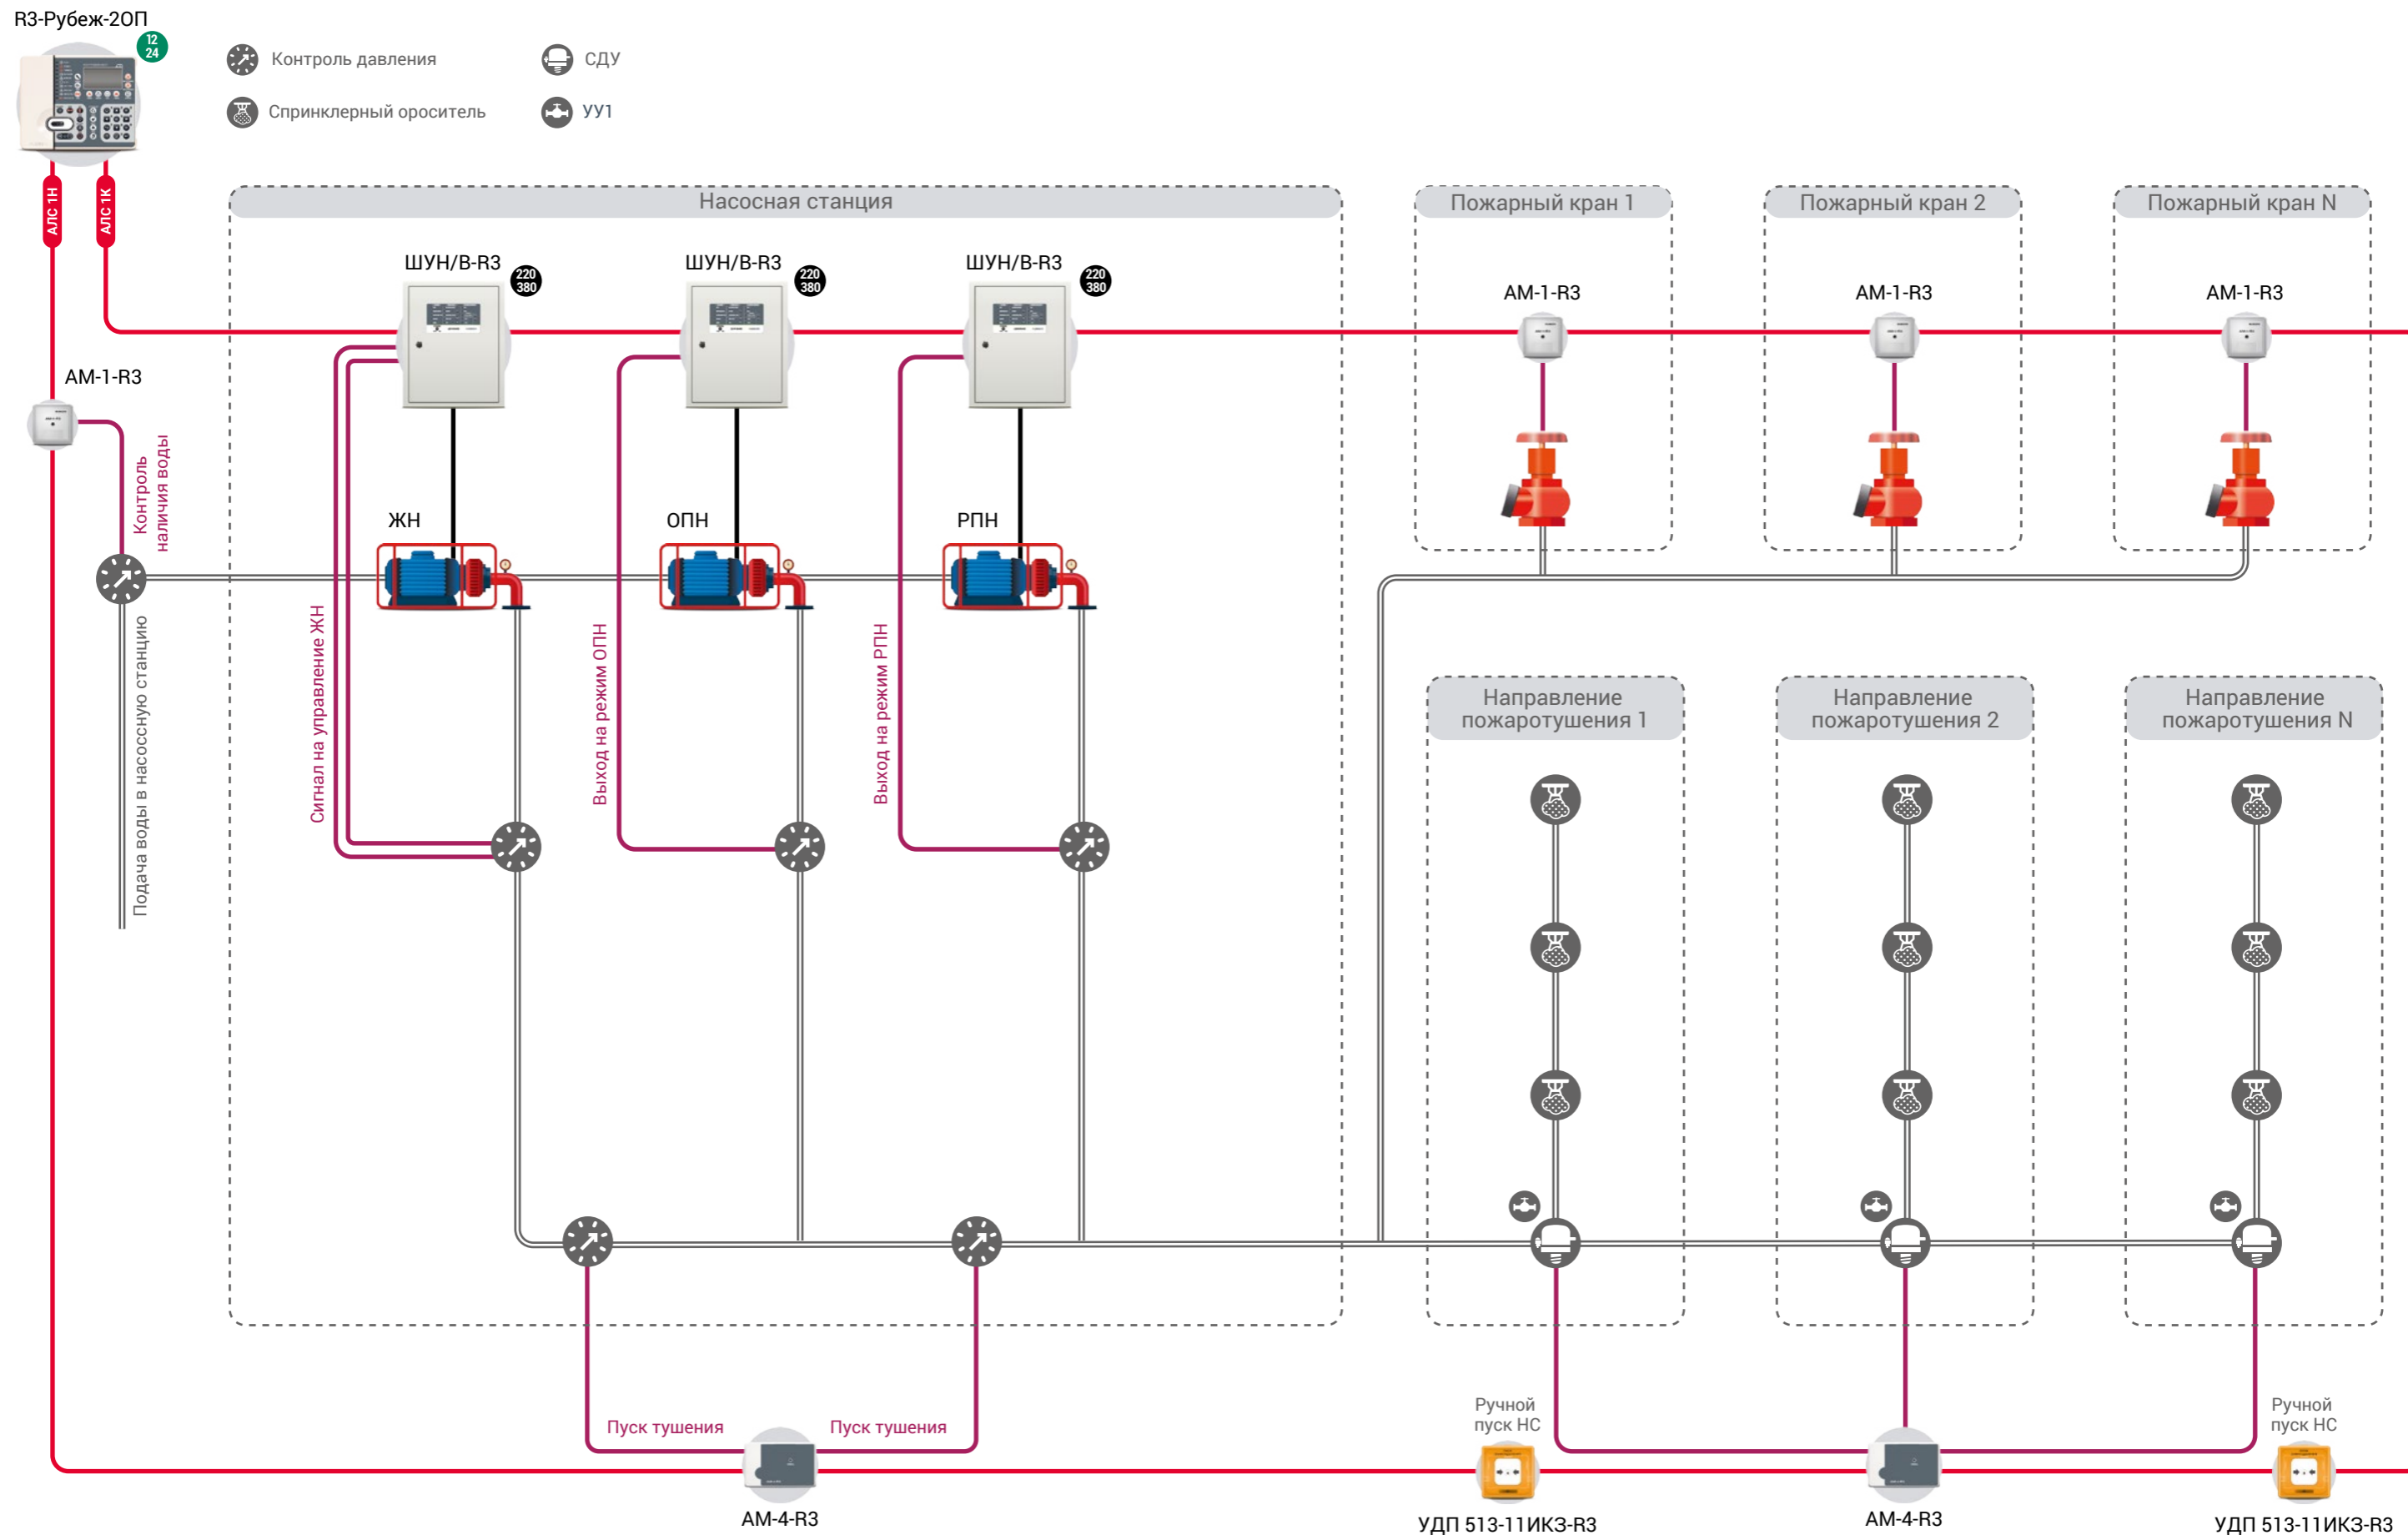 R3-Рубеж-2ОП
12
24
Контроль давления
СДУ
Спринклерный ороситель
УУ1
АЛС 1Н
АЛС 1К
Насосная станция
Пожарный кран 1
Пожарный кран 2
Пожарный кран N
ШУН/В-R3
220
380
ШУН/В-R3
220
380
ШУН/В-R3
220
380
АМ-1-R3
АМ-1-R3
АМ-1-R3
АМ-1-R3
Контроль
наличия воды
ЖН
ОПН
РПН
Подача воды в насоссную станцию
Сигнал на управление ЖН
Выход на режим ОПН
Выход на режим РПН
Направление
пожаротушения 1
Направление
пожаротушения 2
Направление
пожаротушения N
Пуск тушения
Пуск тушения
Ручной
пуск НС
Ручной
пуск НС
АМ-4-R3
УДП 513-11ИКЗ-R3
АМ-4-R3
УДП 513-11ИКЗ-R3